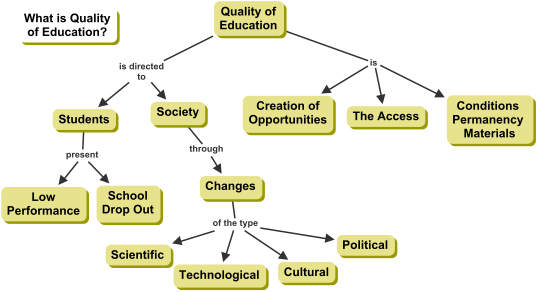 What is Quality
of Education?
Quality of
Education
is directed
to
is
Students
Society
Creation of
Opportunities
The Access
Conditions
Permanency
Materials
present
through
Low
Performance
School
Drop Out
Changes
of the type
Scientific
Technological
Cultural
Political